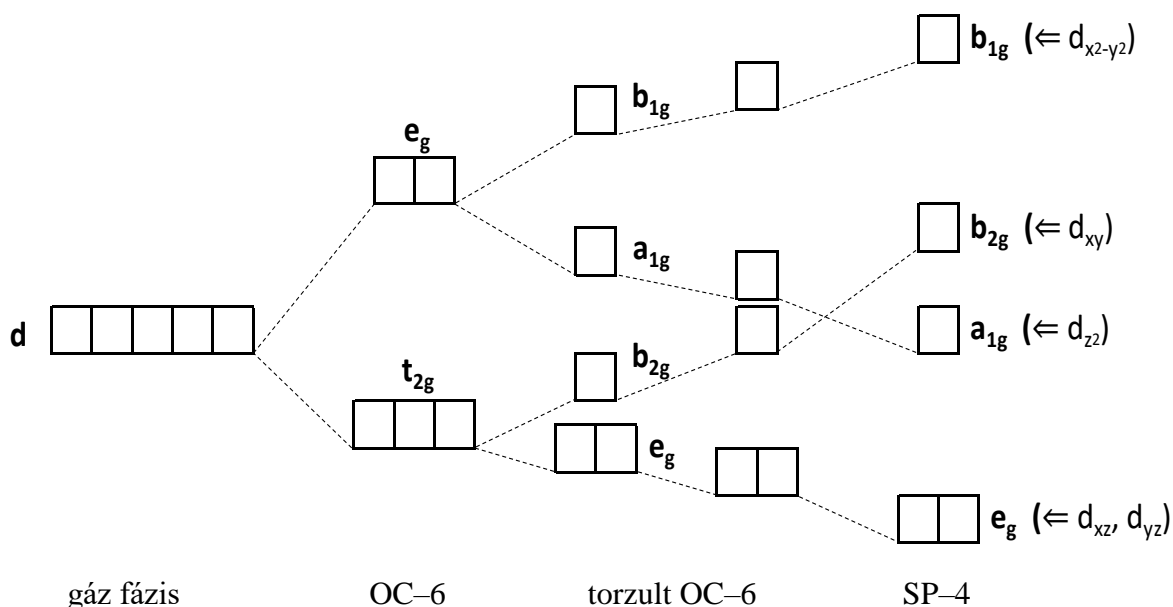 b1g (⇐ dx2-y2)
b1g
eg
b2g (⇐ dxy)
a1g
d
a1g (⇐ dz2)
b2g
t2g
eg
eg (⇐ dxz, dyz)
gáz fázis OC–6 torzult OC–6 SP–4